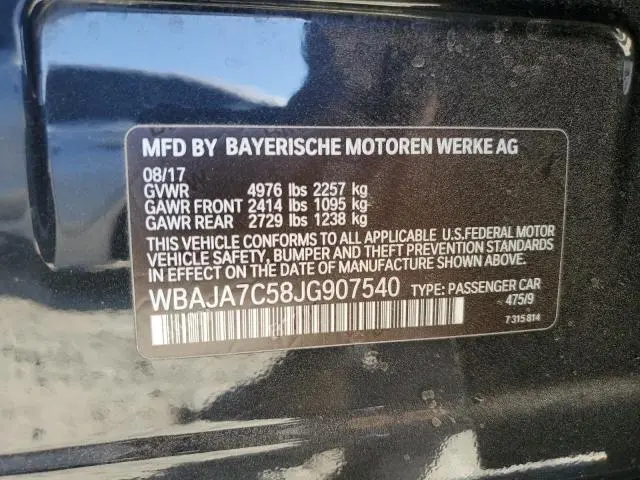 MFD BY BAYERISCHE MOTOREN WERKE AG
08/17
GVWR 4976 lbs 2257 kg
GAWR FRONT 2414 lbs 1095 kg
GAWR REAR 2729 lbs 1238 kg
THIS VEHICLE CONFORMS TO ALL APPLICABLE U.S.FEDERAL MOTOR
VEHICLE SAFETY, BUMPER AND THEFT PREVENTION STANDARDS
IN EFFECT ON THE DATE OF MANUFACTURE SHOWN ABOVE.
WBAJA7C58JG907540 TYPE: PASSENGER CAR
475/9
7 315 814